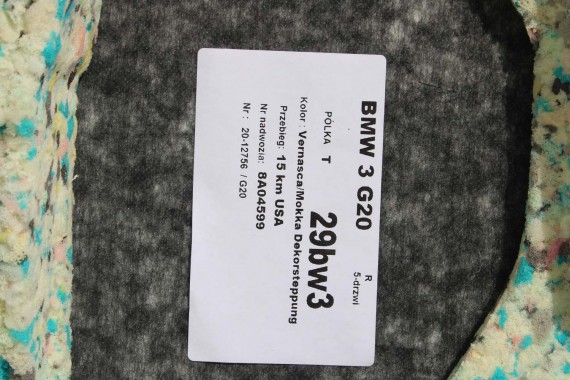 BMW 3 G20
R
5-drzwi
PÓŁKA T 29bw3
Kolor : Vernasca/Mokka Dekorsteppung
Przebieg: 15 km USA
Nr nadwozia: 8A04599
Nr : 20-12756 / G20